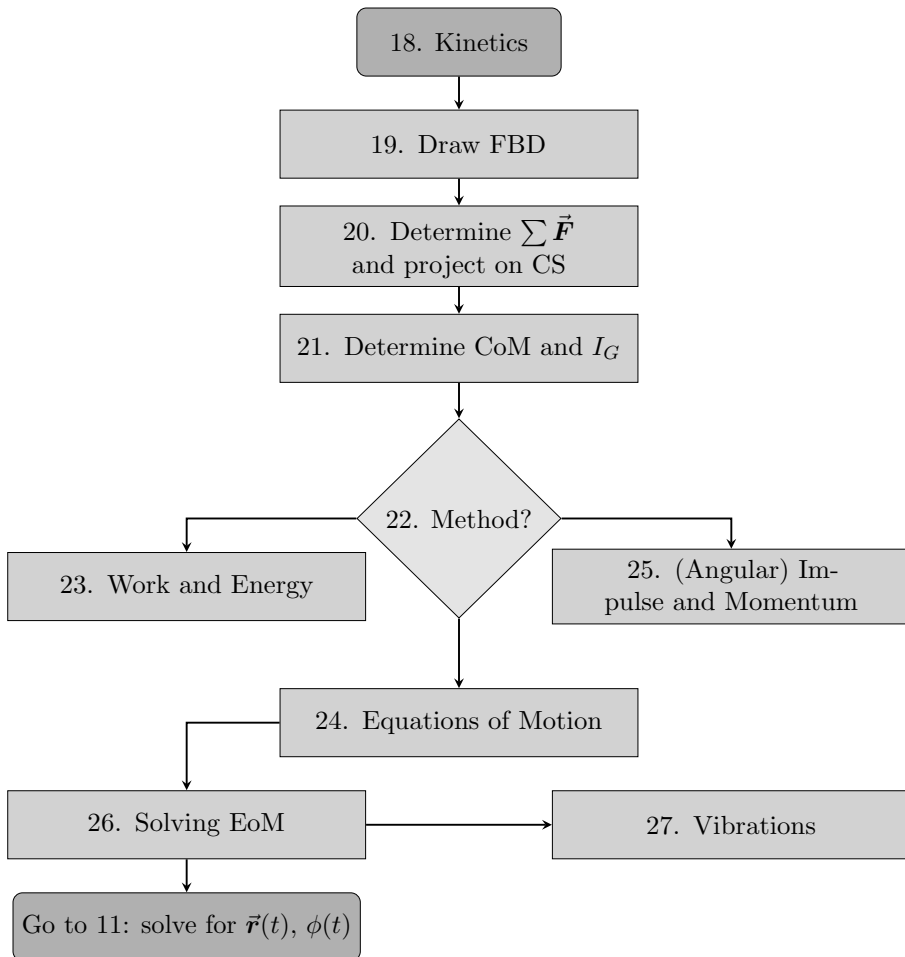 18. Kinetics
19. Draw FBD
20. Determine ∑ F⃗
and project on CS
21. Determine CoM and I_G
22. Method?
23. Work and Energy
25. (Angular) Im-
pulse and Momentum
24. Equations of Motion
26. Solving EoM
27. Vibrations
Go to 11: solve for r⃗(t), ϕ(t)